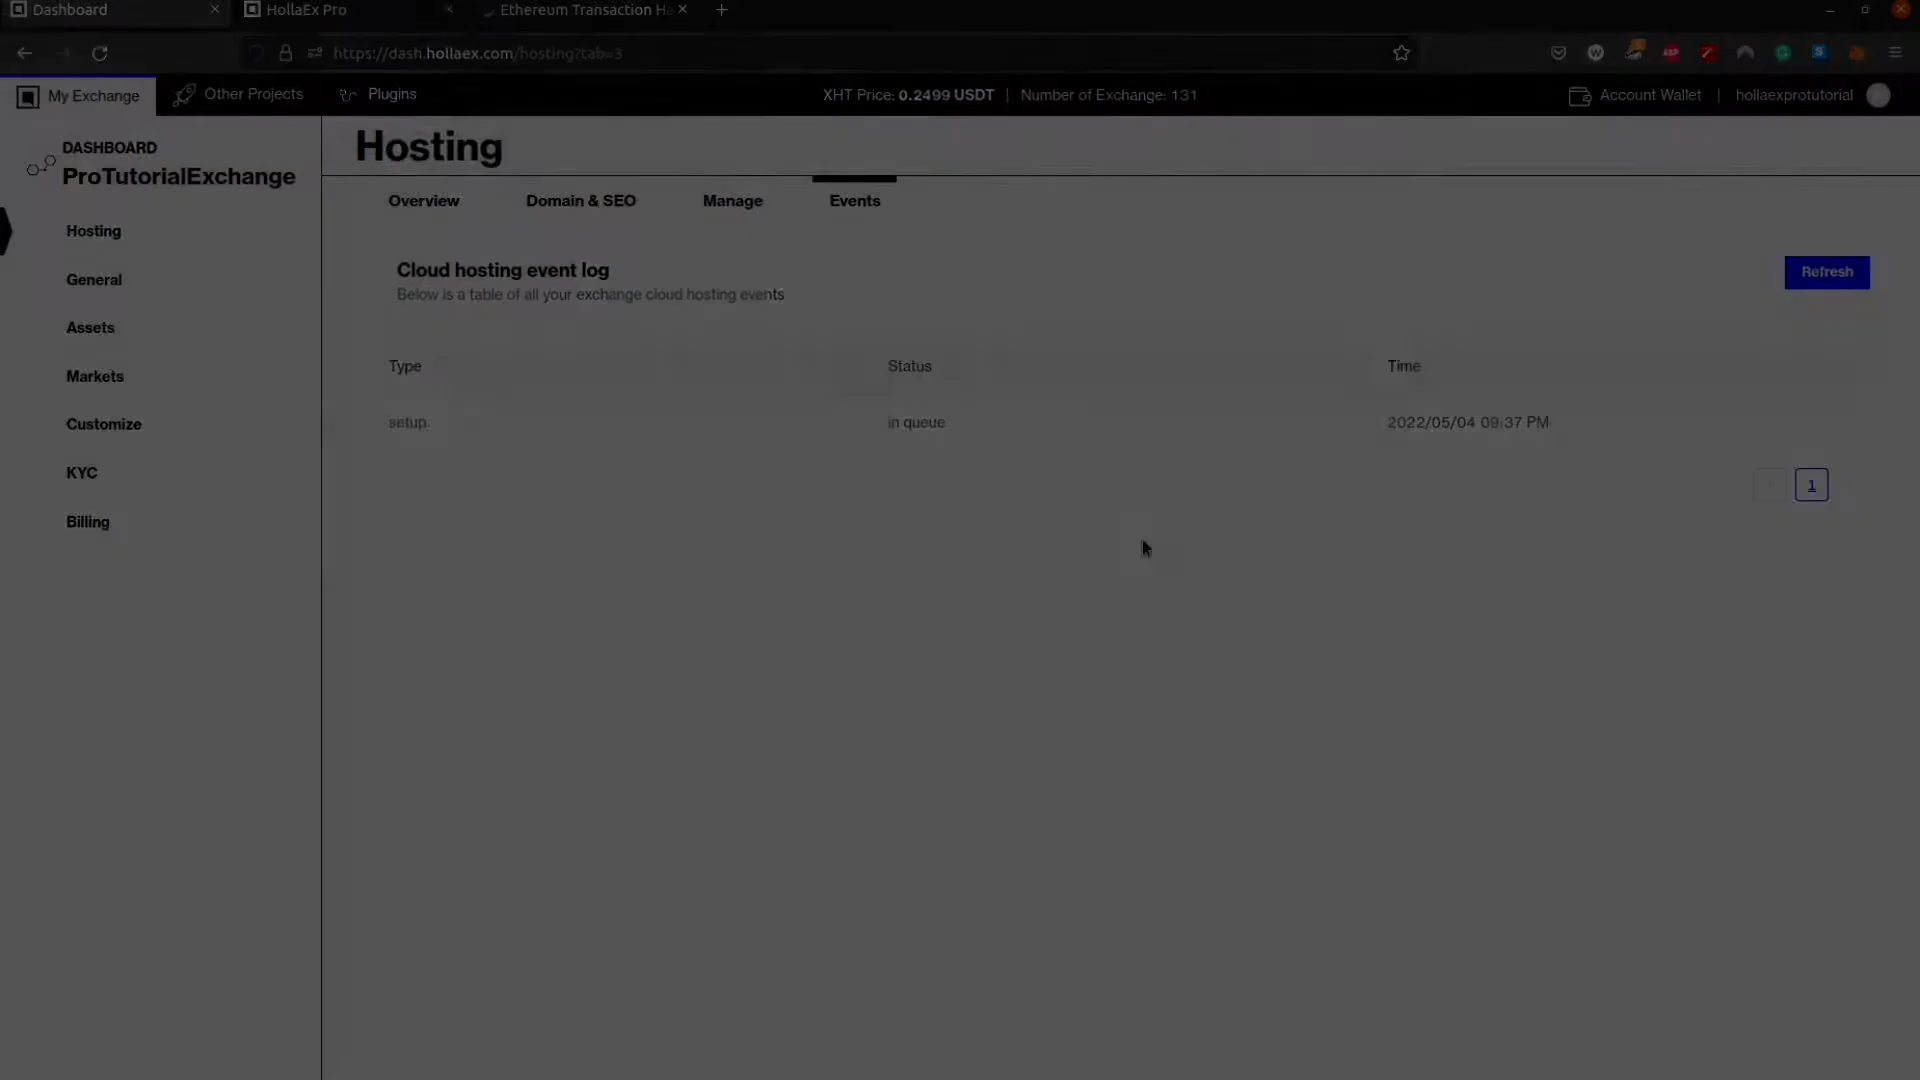 Dashboard
HollaEx Pro
Ethereum Transaction Ha
https://dash.hollaex.com/hosting?tab=3
My Exchange
Other Projects
Plugins
XHT Price: 0.2499 USDT | Number of Exchange: 131
Account Wallet | hollaexprotutorial
DASHBOARD
ProTutorialExchange
Hosting
General
Assets
Markets
Customize
KYC
Billing
Hosting
Overview
Domain & SEO
Manage
Events
Cloud hosting event log
Below is a table of all your exchange cloud hosting events
Refresh
Type Status Time
setup in queue 2022/05/04 09:37 PM
1